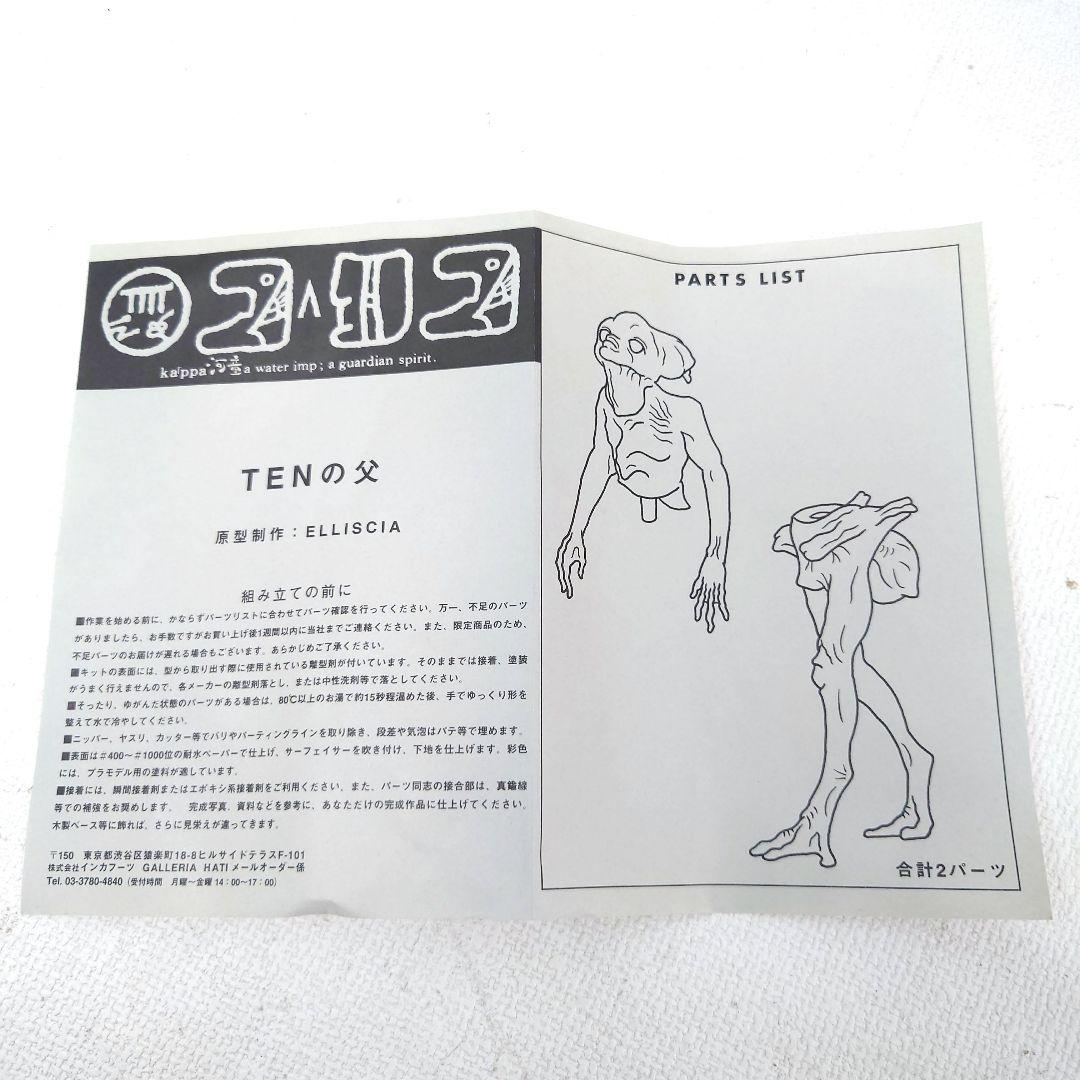 ka⌈ppa 河童 a water imp; a guardian spirit.
TENの父
原型制作：ELLISCIA
組み立ての前に
■作業を始める前に、かならずパーツリストに合わせてパーツ確認を行ってください。万一、不足のパーツ
がありましたら、お手数ですがお買い上げ後1週間以内に当社までご連絡ください。また、限定商品のため、
不足パーツのお届けが遅れる場合もございます。あらかじめご了承ください。
■キットの表面には、型から取り出す際に使用されている離型剤が付いています。そのままでは接着、塗装
がうまく行えませんので、各メーカーの離型剤落とし、または中性洗剤等で落としてください。
■そったり、ゆがんだ状態のパーツがある場合は、80℃以上のお湯で約15秒程温めた後、手でゆっくり形を
整えて水で冷やしてください。
■ニッパー、ヤスリ、カッター等でバリやパーティングラインを取り除き、段差や気泡はパテ等で埋めます。
■表面は＃400～＃1000位の耐水ペーパーで仕上げ、サーフェイサーを吹き付け、下地を仕上げます。彩色
には、プラモデル用の塗料が適しています。
■接着には、瞬間接着剤またはエポキシ系接着剤をご利用ください。また、パーツ同志の接合部は、真鍮線
等での補強をお奨めします。 完成写真、資料などを参考に、あなただけの完成作品に仕上げてください。
木製ベース等に飾れば、さらに見栄えが違ってきます。
〒150 東京都渋谷区猿楽町18-8ヒルサイドテラスF-101
株式会社インカフーツ GALLERIA HATIメールオーダー係
Tel. 03-3780-4840（受付時間 月曜～金曜 14：00～17：00）
PARTS LIST
合計2パーツ